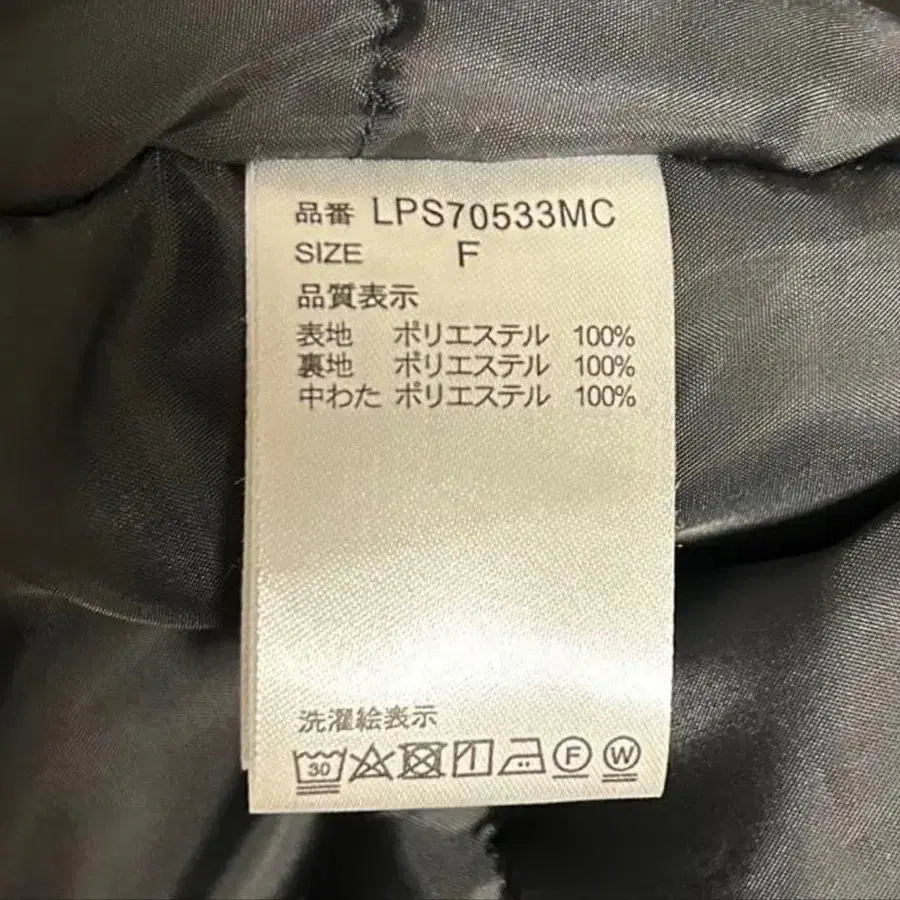 品番 LPS70533MC
SIZE F
品質表示
表地 ポリエステル 100%
裏地 ポリエステル 100%
中わた ポリエステル 100%
洗濯絵表示
30 F W